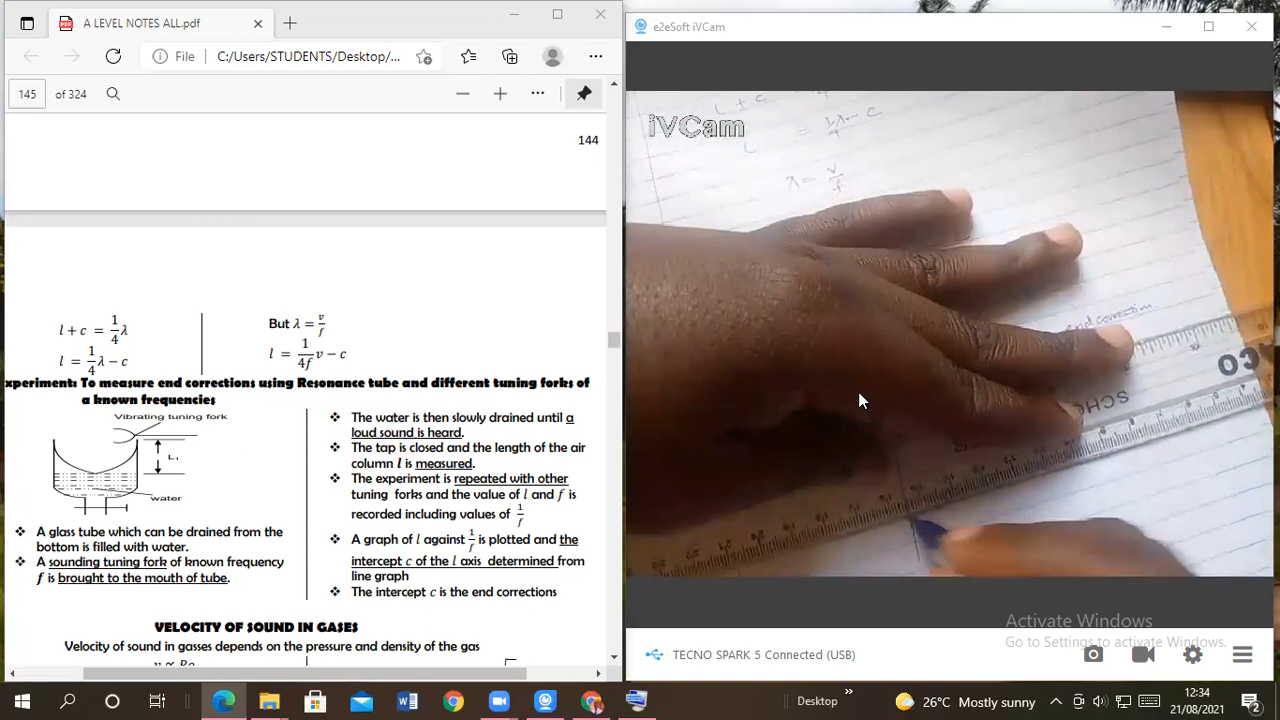 A LEVEL NOTES ALL.pdf
File C:/Users/STUDENTS/Desktop/...
145 of 324
144
l + c = 1/4 λ
l = 1/4 λ − c
But λ = v/f
l = 1/4f v − c
xperiment: To measure end corrections using Resonance tube and different tuning forks of
a known frequencies
Vibrating tuning fork
L₁
water
❖ A glass tube which can be drained from the
bottom is filled with water.
❖ A sounding tuning fork of known frequency
f is brought to the mouth of tube.
❖ The water is then slowly drained until a
loud sound is heard.
❖ The tap is closed and the length of the air
column l is measured.
❖ The experiment is repeated with other
tuning forks and the value of l and f is
recorded including values of 1/f
❖ A graph of l against 1/f is plotted and the
intercept c of the l axis determined from
line graph
❖ The intercept c is the end corrections
VELOCITY OF SOUND IN GASES
Velocity of sound in gasses depends on the pressure and density of the gas
e2eSoft iVCam
iVCam
l + c
λ = v/f
end correction
Activate Windows
Go to Settings to activate Windows.
TECNO SPARK 5 Connected (USB)
Desktop
26°C Mostly sunny
12:34
21/08/2021
2